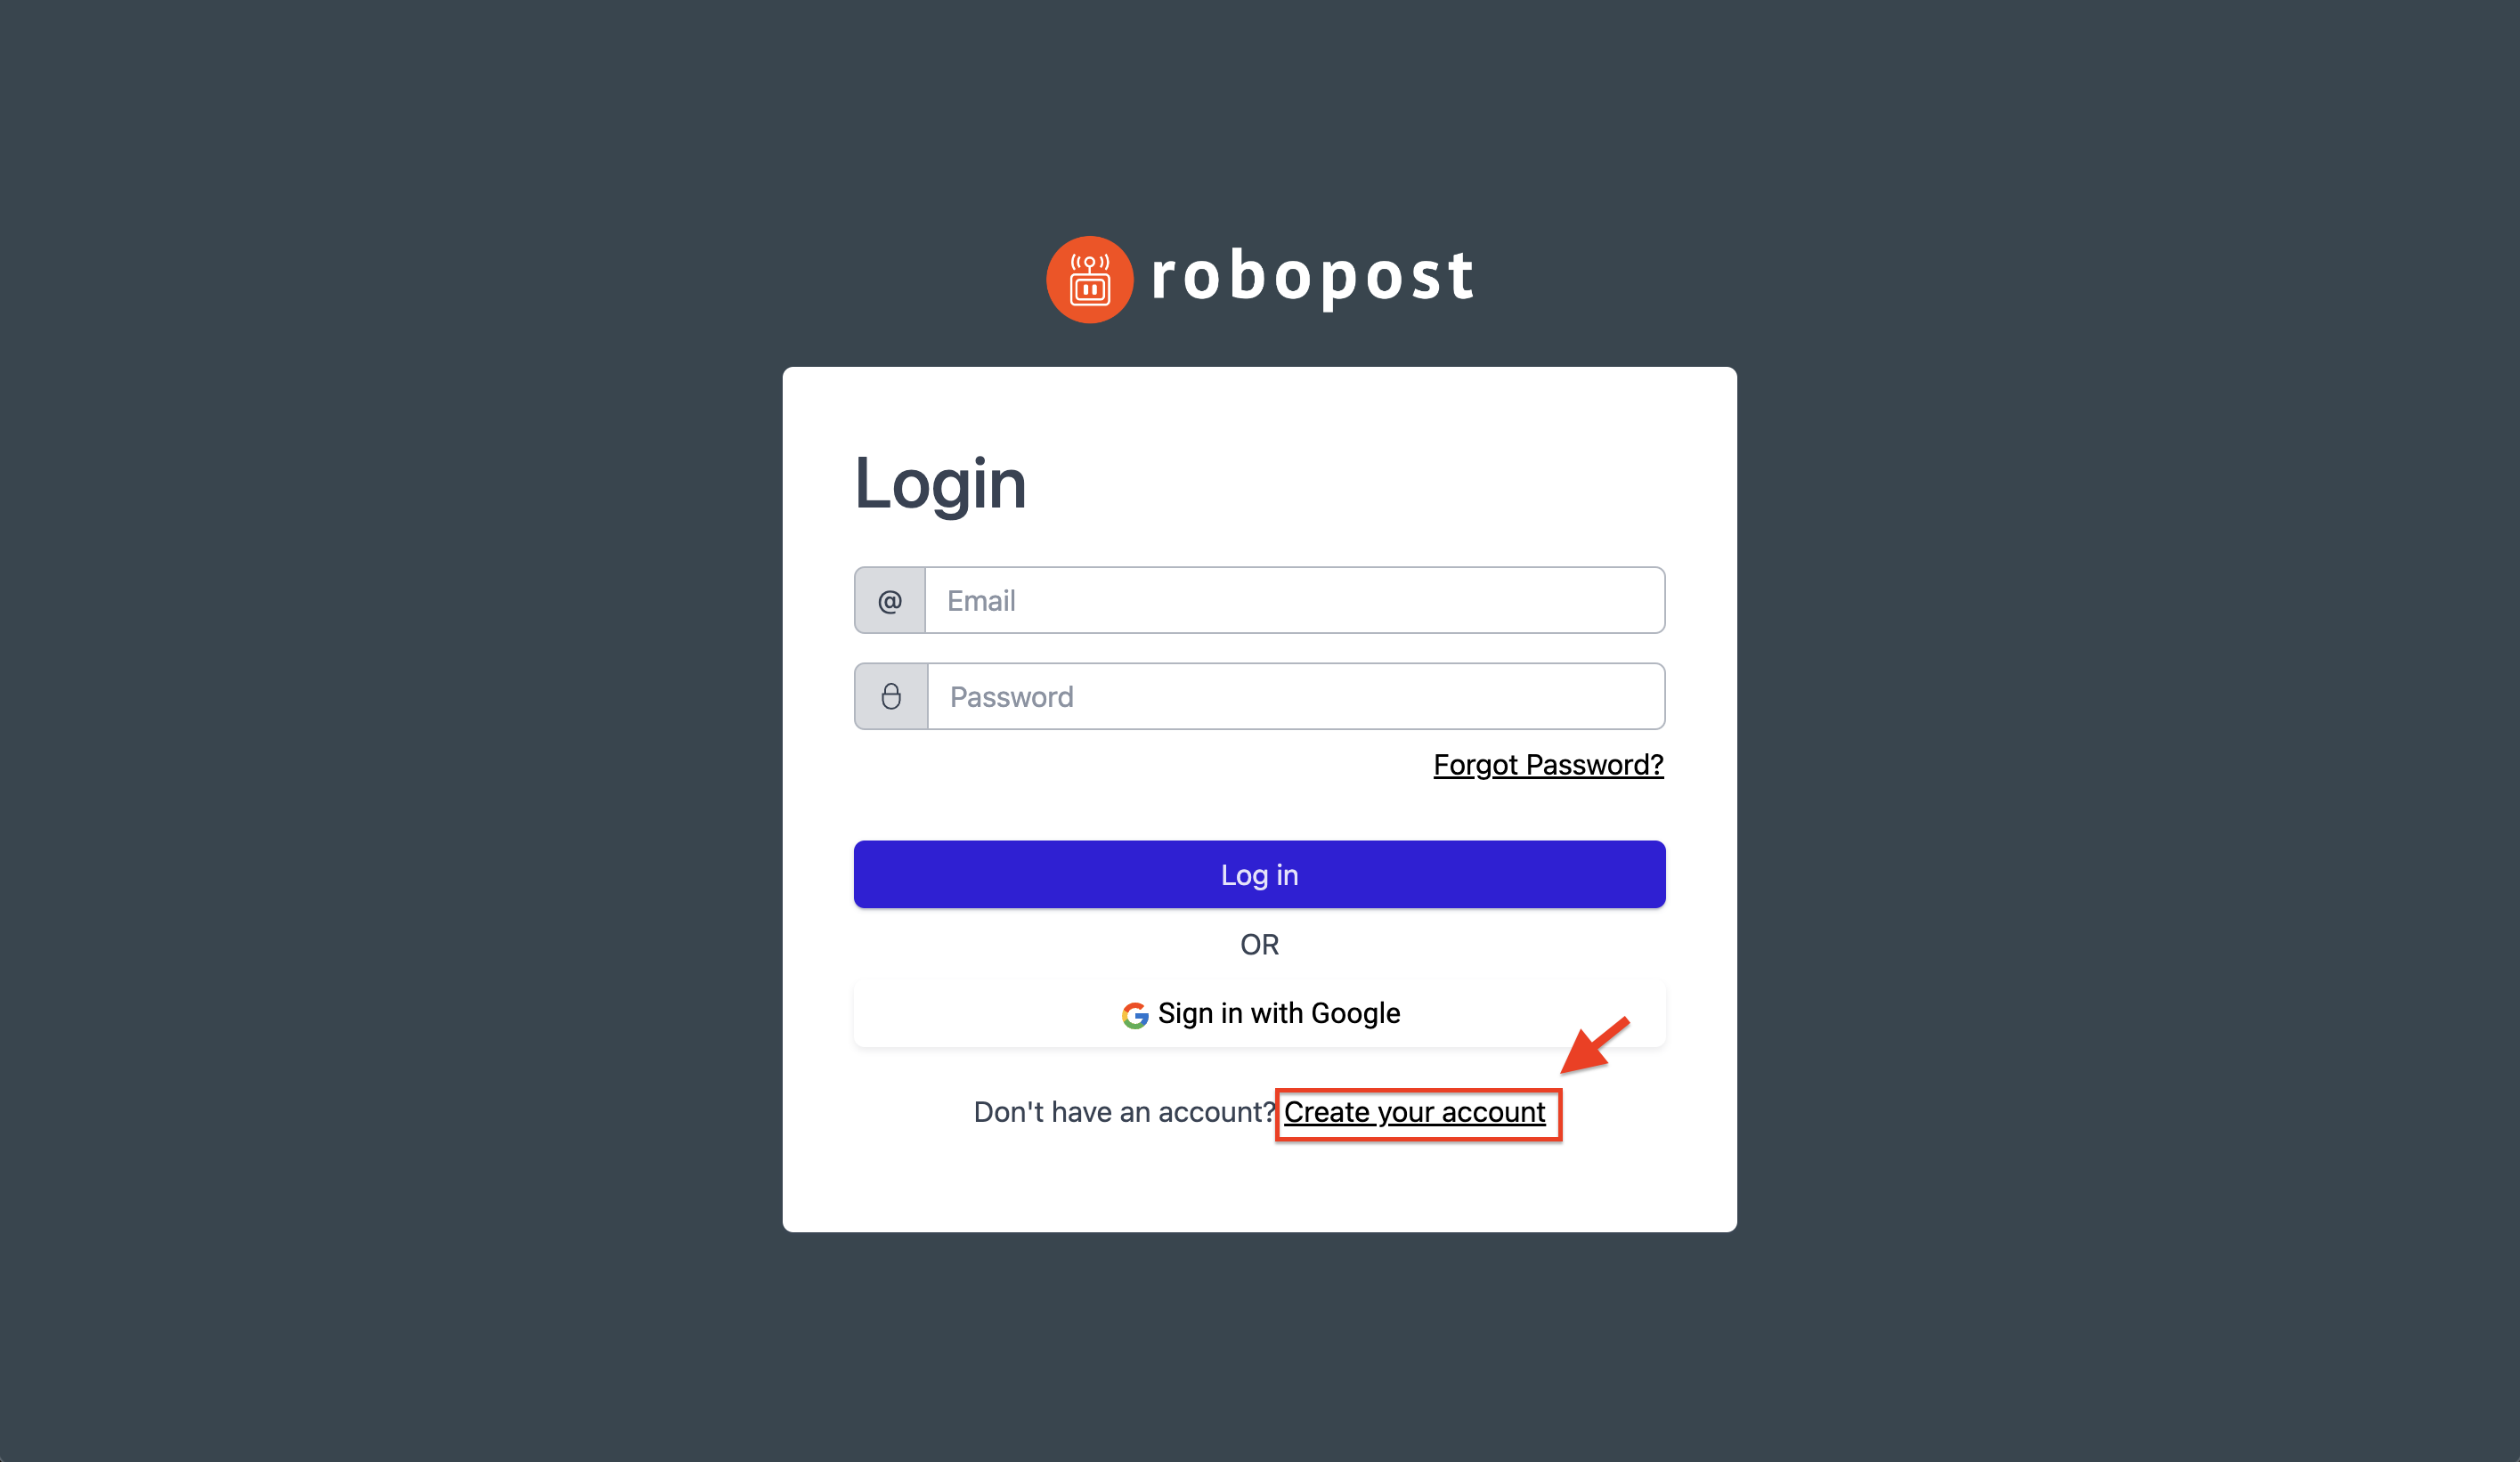 robopost
Login
@ Email
Password
Forgot Password?
Log in
OR
Sign in with Google
Don't have an account? Create your account